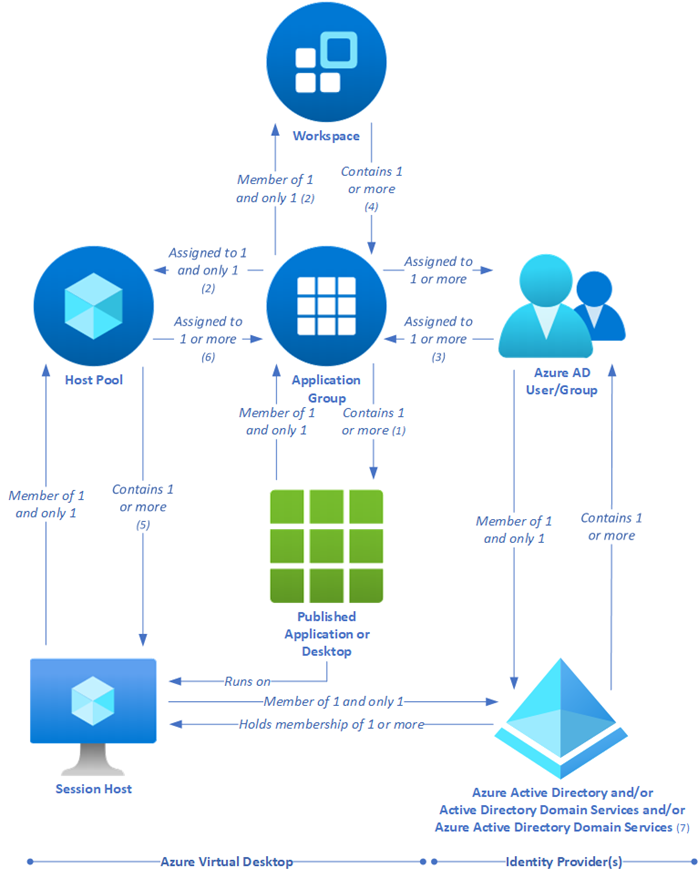 Workspace
Member of 1
and only 1 (2)
Contains 1
or more
(4)
Assigned to 1
and only 1
(2)
Assigned to
1 or more
Assigned to
1 or more
(6)
Assigned to
1 or more
(3)
Host Pool
Application
Group
Azure AD
User/Group
Member of 1
and only 1
Contains 1
or more (1)
Member of 1
and only 1
Contains 1
or more
(5)
Member of 1
and only 1
Contains 1
or more
Published
Application or
Desktop
Runs on
Member of 1 and only 1
Holds membership of 1 or more
Session Host
Azure Active Directory and/or
Active Directory Domain Services and/or
Azure Active Directory Domain Services (7)
Azure Virtual Desktop
Identity Provider(s)